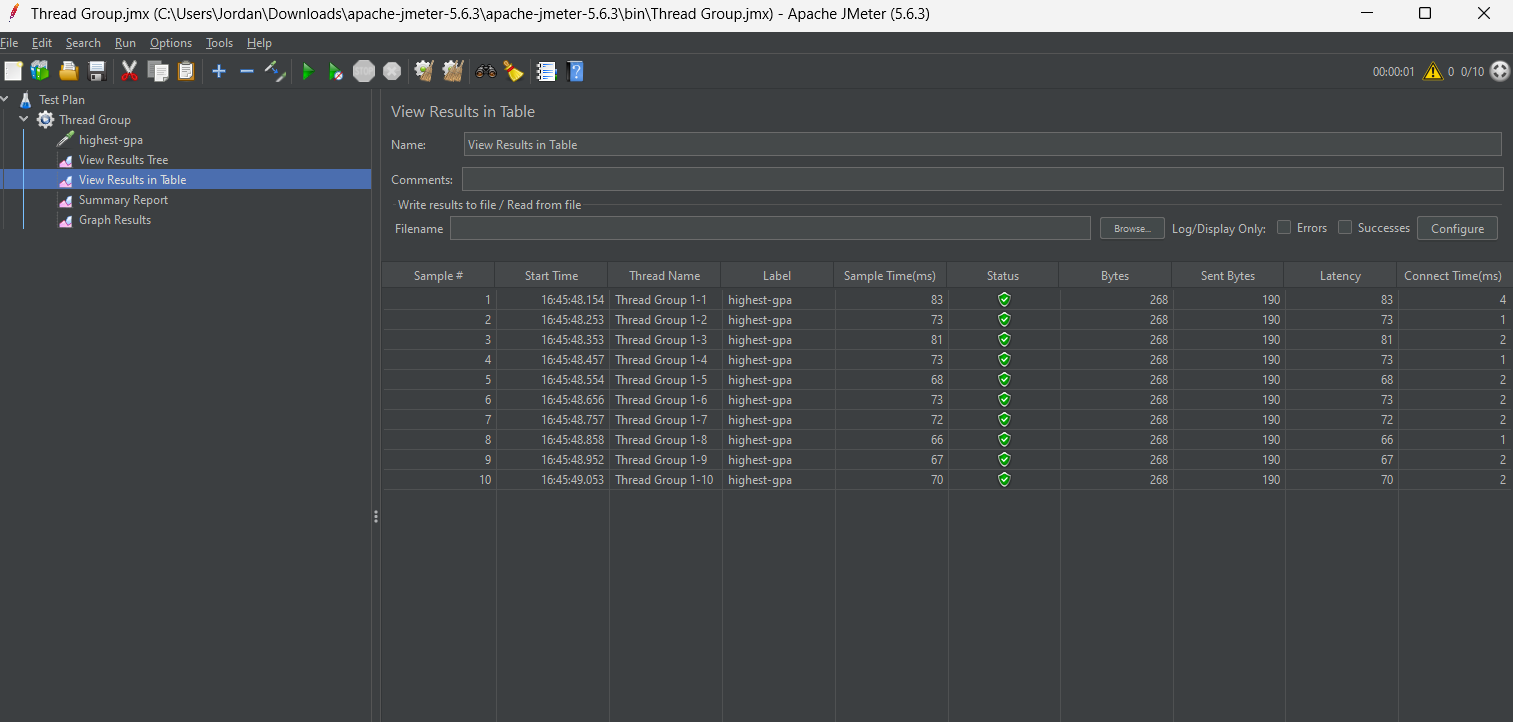 Thread Group.jmx (C:\Users\Jordan\Downloads\apache-jmeter-5.6.3\apache-jmeter-5.6.3\bin\Thread Group.jmx) - Apache JMeter (5.6.3)
File Edit Search Run Options Tools Help
00:00:01 0 0/10
Test Plan
Thread Group
highest-gpa
View Results Tree
View Results in Table
Summary Report
Graph Results
View Results in Table
Name: View Results in Table
Comments:
Write results to file / Read from file
Filename Browse... Log/Display Only: Errors Successes Configure
Sample # Start Time Thread Name Label Sample Time(ms) Status Bytes Sent Bytes Latency Connect Time(ms)
1 16:45:48.154 Thread Group 1-1 highest-gpa 83 268 190 83 4
2 16:45:48.253 Thread Group 1-2 highest-gpa 73 268 190 73 1
3 16:45:48.353 Thread Group 1-3 highest-gpa 81 268 190 81 2
4 16:45:48.457 Thread Group 1-4 highest-gpa 73 268 190 73 1
5 16:45:48.554 Thread Group 1-5 highest-gpa 68 268 190 68 2
6 16:45:48.656 Thread Group 1-6 highest-gpa 73 268 190 73 2
7 16:45:48.757 Thread Group 1-7 highest-gpa 72 268 190 72 2
8 16:45:48.858 Thread Group 1-8 highest-gpa 66 268 190 66 1
9 16:45:48.952 Thread Group 1-9 highest-gpa 67 268 190 67 2
10 16:45:49.053 Thread Group 1-10 highest-gpa 70 268 190 70 2